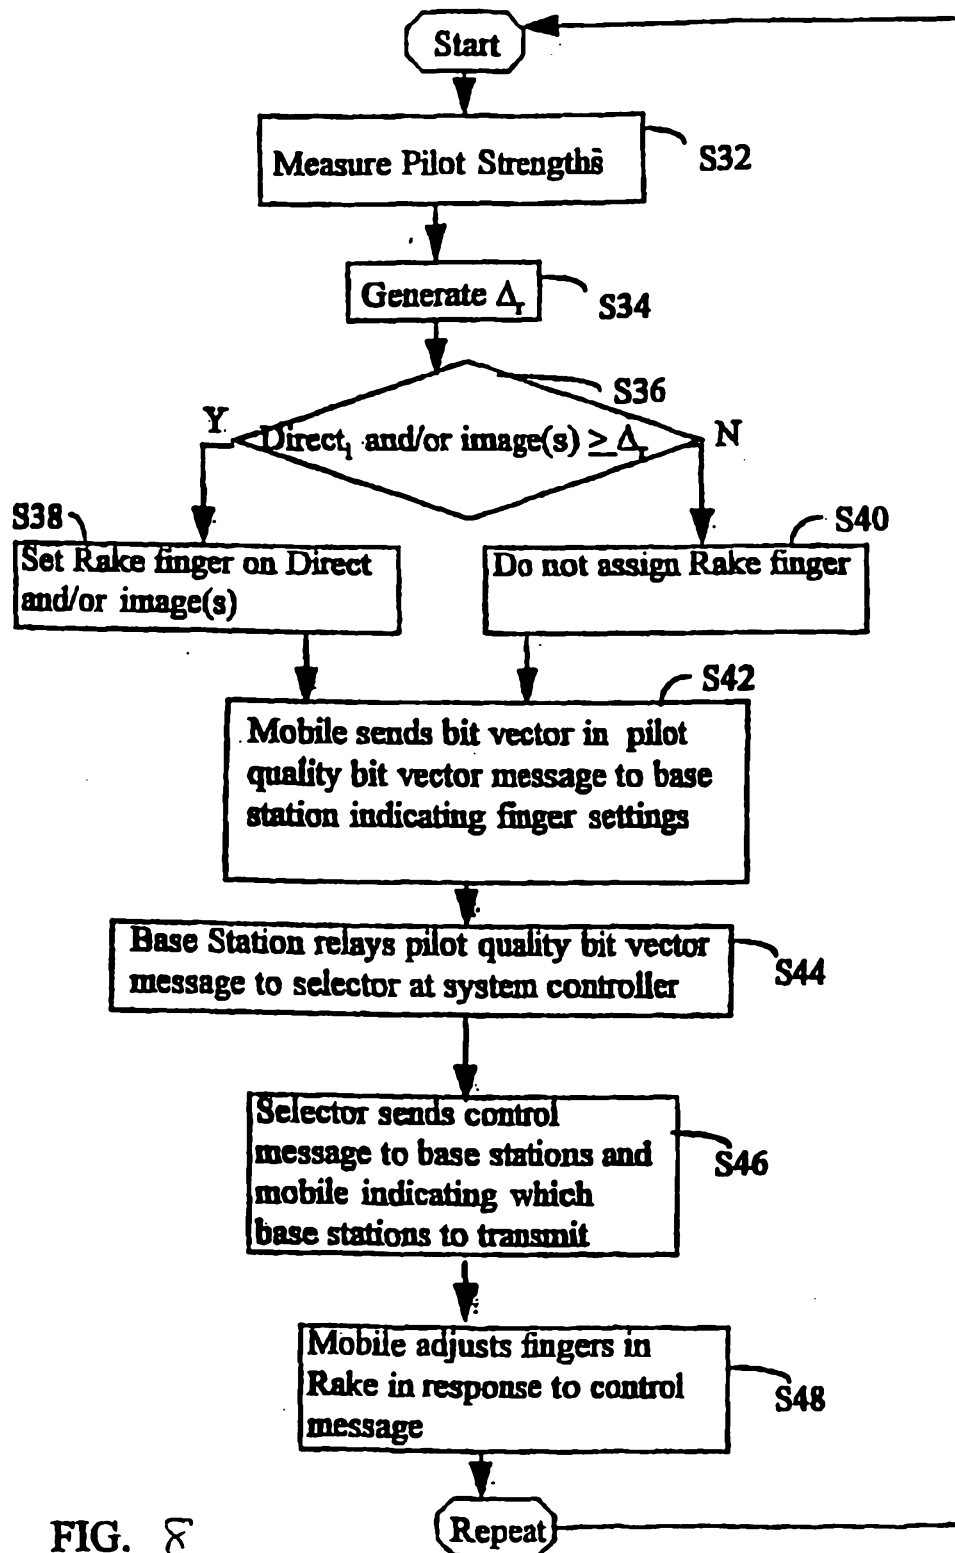 Start
Measure Pilot Strengths
S32
Generate Δr
S34
S36
Y
Directi and/or image(s) ≥ Δr
N
S38
S40
Set Rake finger on Direct
and/or image(s)
Do not assign Rake finger
S42
Mobile sends bit vector in pilot
quality bit vector message to base
station indicating finger settings
Base Station relays pilot quality bit vector
message to selector at system controller
S44
Selector sends control
message to base stations and
mobile indicating which
base stations to transmit
S46
Mobile adjusts fingers in
Rake in response to control
message
S48
Repeat
FIG. 8